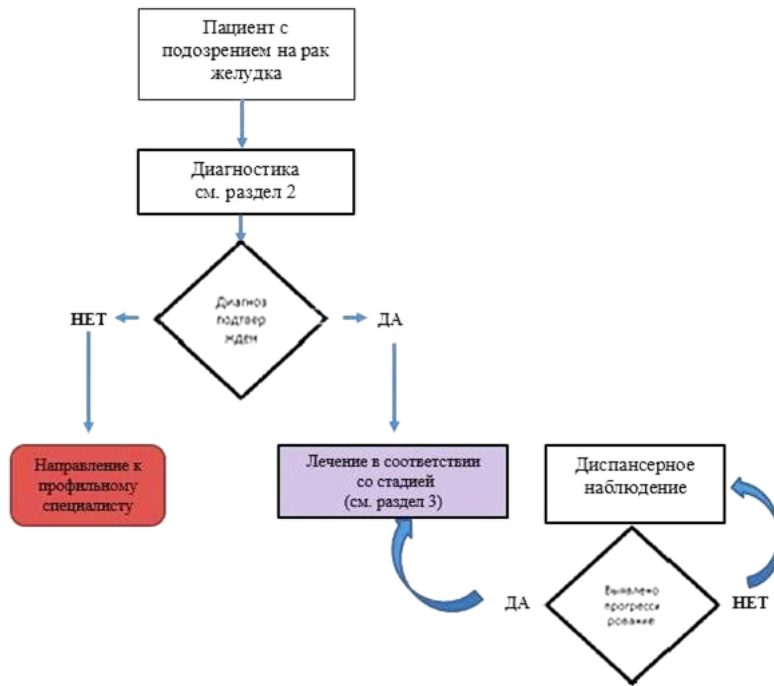 Пациент с
подозрением на рак
желудка
Диагностика
см. раздел 2
Диагноз
подтвер
жден
НЕТ
ДА
Направление к
профильному
специалисту
Лечение в соответствии
со стадией
(см. раздел 3)
Диспансерное
наблюдение
Выявлено
прогресси
рование
ДА
НЕТ